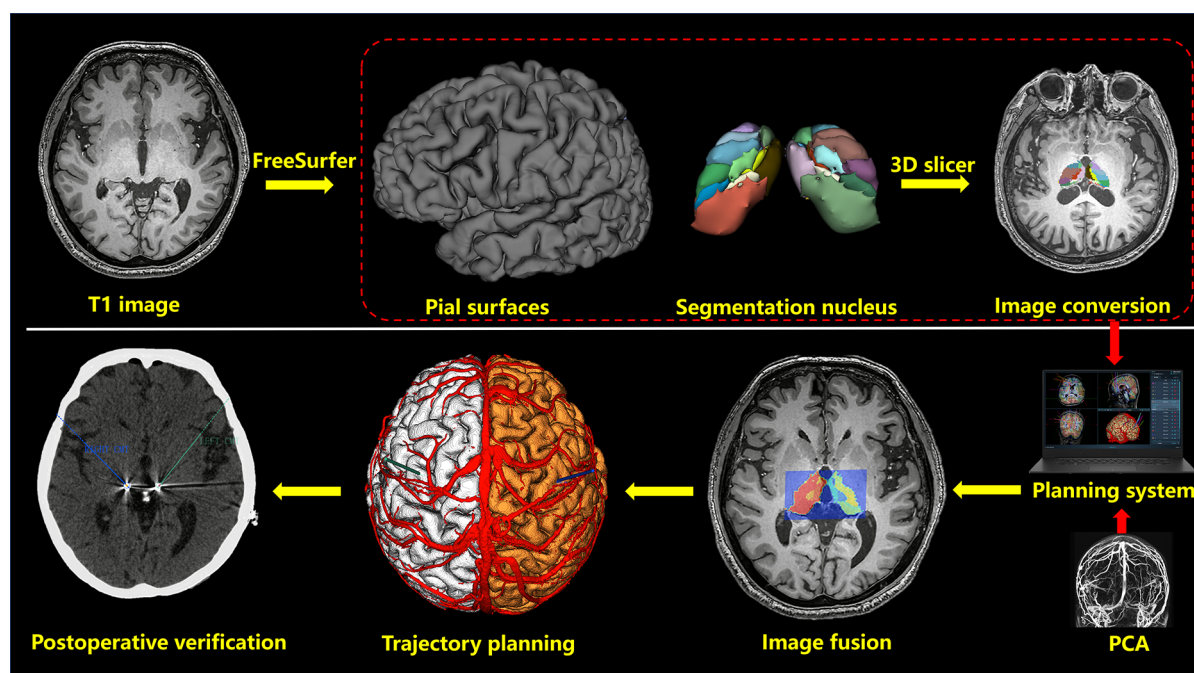 FreeSurfer
3D slicer
T1 image
Pial surfaces
Segmentation nucleus
Image conversion
Planning system
Postoperative verification
Trajectory planning
Image fusion
PCA